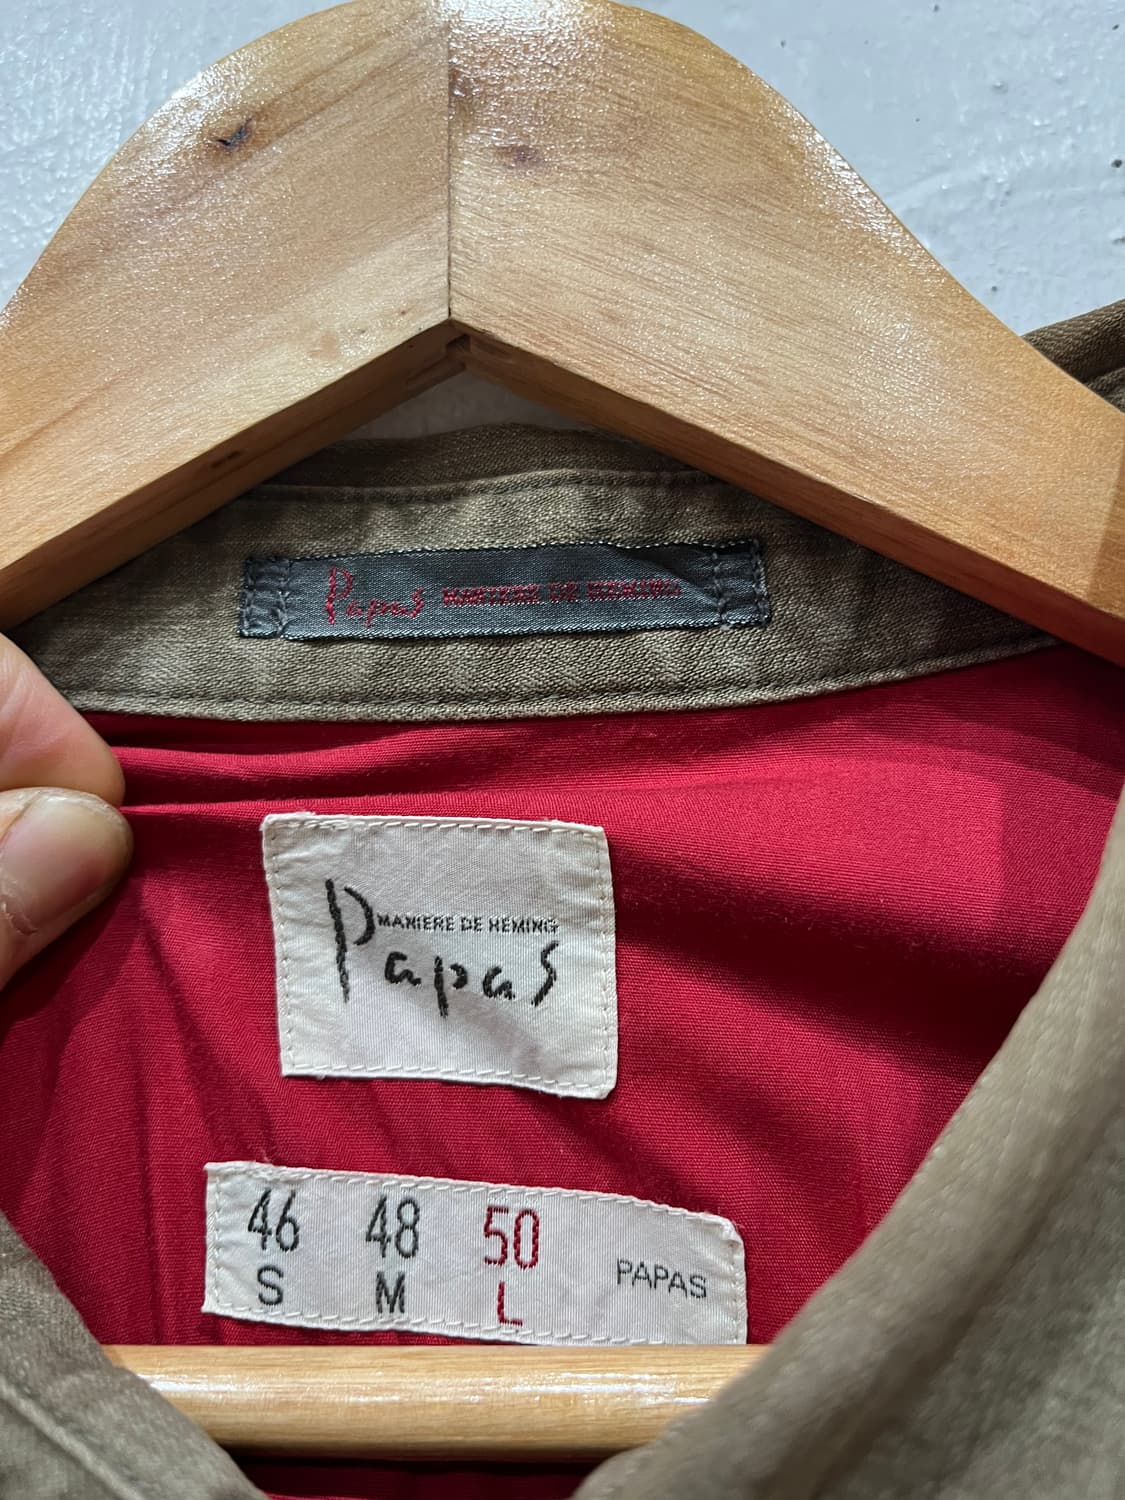 Papas MANIERE DE HEMING
MANIERE DE HEMING
Papas
46 48 50
S M L
PAPAS